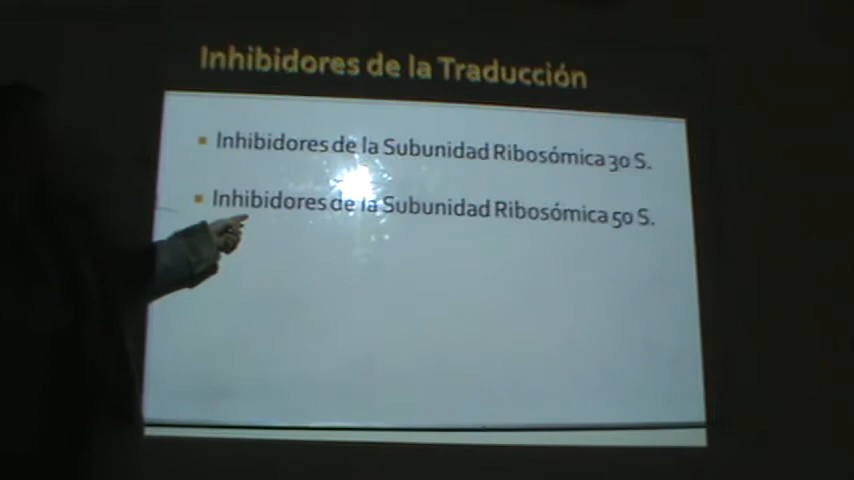 Inhibidores de la Traducción
Inhibidores de la Subunidad Ribosómica 30 S.
Inhibidores de la Subunidad Ribosómica 50 S.